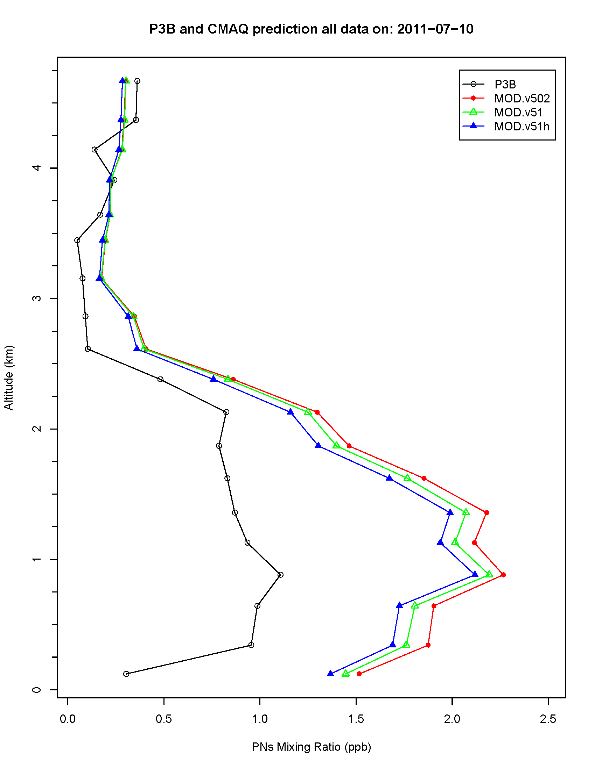 P3B and CMAQ prediction all data on: 2011−07−10
P3B
MOD.v502
MOD.v51
MOD.v51h
Altitude (km)
4
3
2
1
0
0.0 0.5 1.0 1.5 2.0 2.5
PNs Mixing Ratio (ppb)